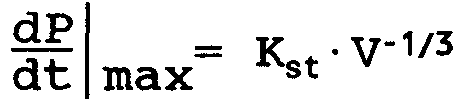 dP/dt|max = Kst · V-1/3